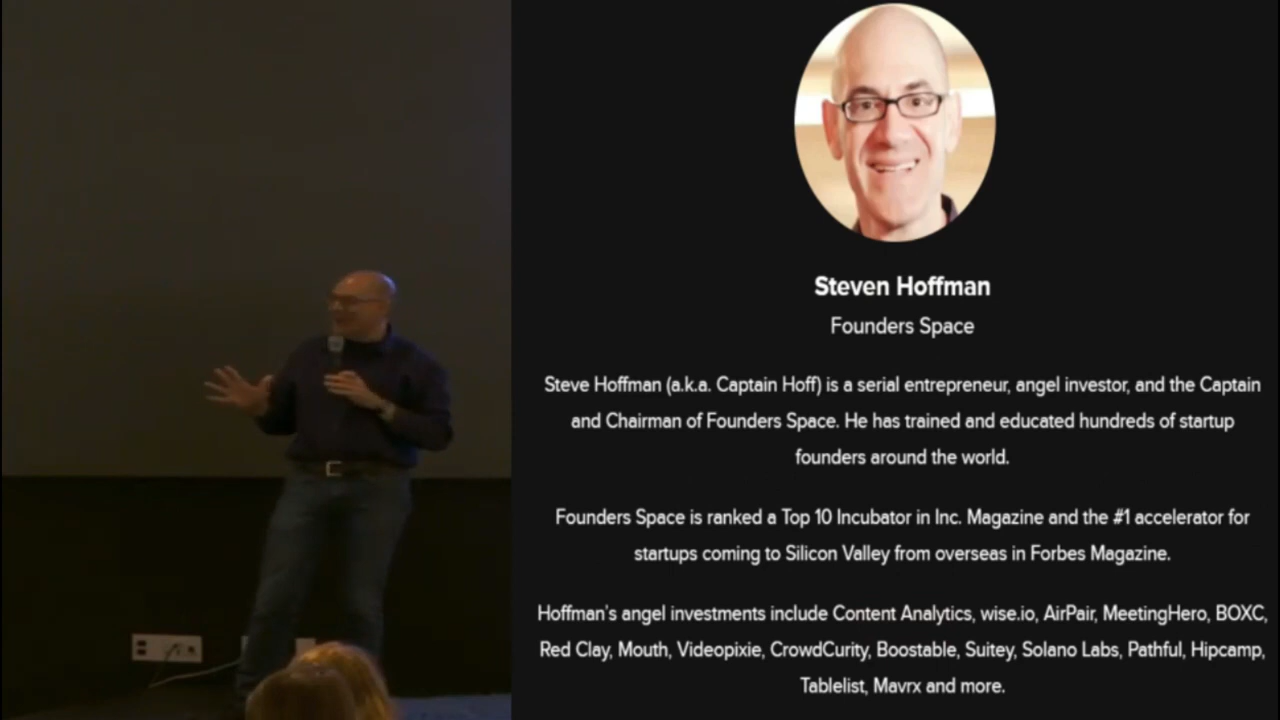 Steven Hoffman
Founders Space
Steve Hoffman (a.k.a. Captain Hoff) is a serial entrepreneur, angel investor, and the Captain
and Chairman of Founders Space. He has trained and educated hundreds of startup
founders around the world.
Founders Space is ranked a Top 10 Incubator in Inc. Magazine and the #1 accelerator for
startups coming to Silicon Valley from overseas in Forbes Magazine.
Hoffman's angel investments include Content Analytics, wise.io, AirPair, MeetingHero, BOXC,
Red Clay, Mouth, Videopixie, CrowdCurity, Boostable, Suitey, Solano Labs, Pathful, Hipcamp,
Tablelist, Mavrx and more.